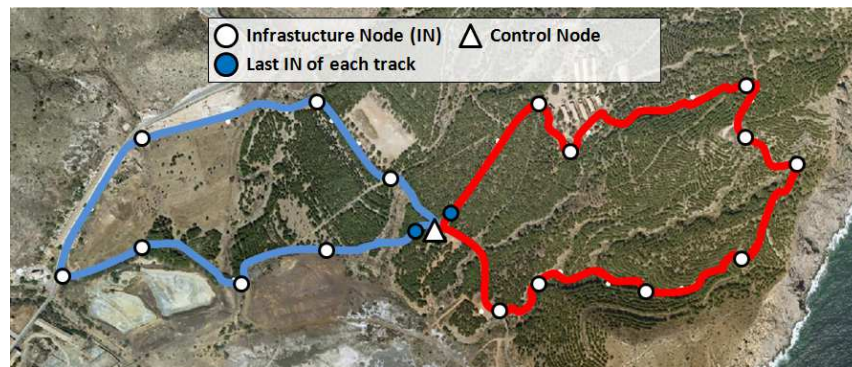 Infrastucture Node (IN)
Control Node
Last IN of each track